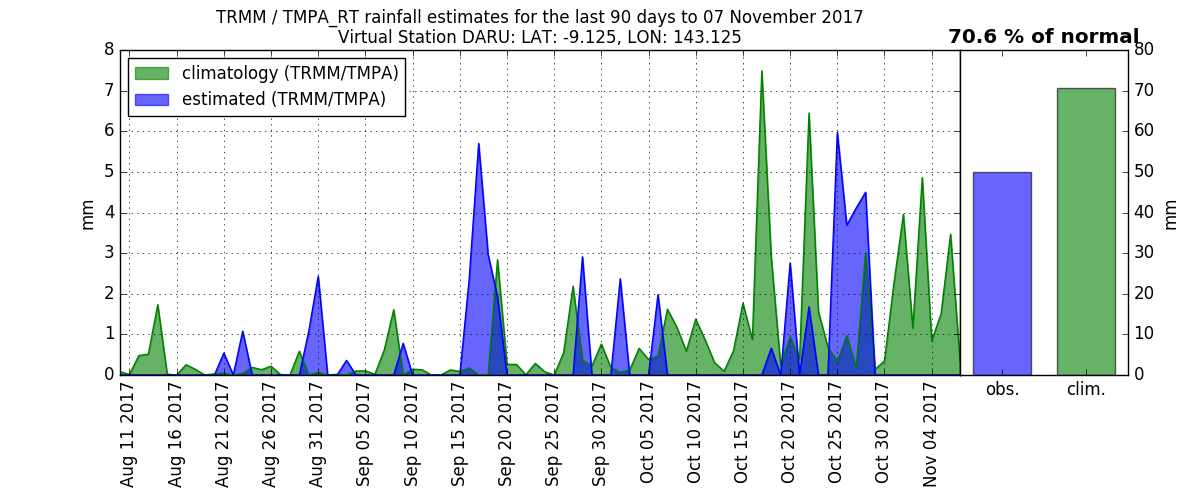 TRMM / TMPA_RT rainfall estimates for the last 90 days to 07 November 2017
Virtual Station DARU: LAT: -9.125, LON: 143.125
70.6 % of normal
climatology (TRMM/TMPA)
estimated (TRMM/TMPA)
8
7
6
5
4
3
2
1
0
mm
Aug 11 2017
Aug 16 2017
Aug 21 2017
Aug 26 2017
Aug 31 2017
Sep 05 2017
Sep 10 2017
Sep 15 2017
Sep 20 2017
Sep 25 2017
Sep 30 2017
Oct 05 2017
Oct 10 2017
Oct 15 2017
Oct 20 2017
Oct 25 2017
Oct 30 2017
Nov 04 2017
obs.
clim.
80
70
60
50
40
30
20
10
0
mm